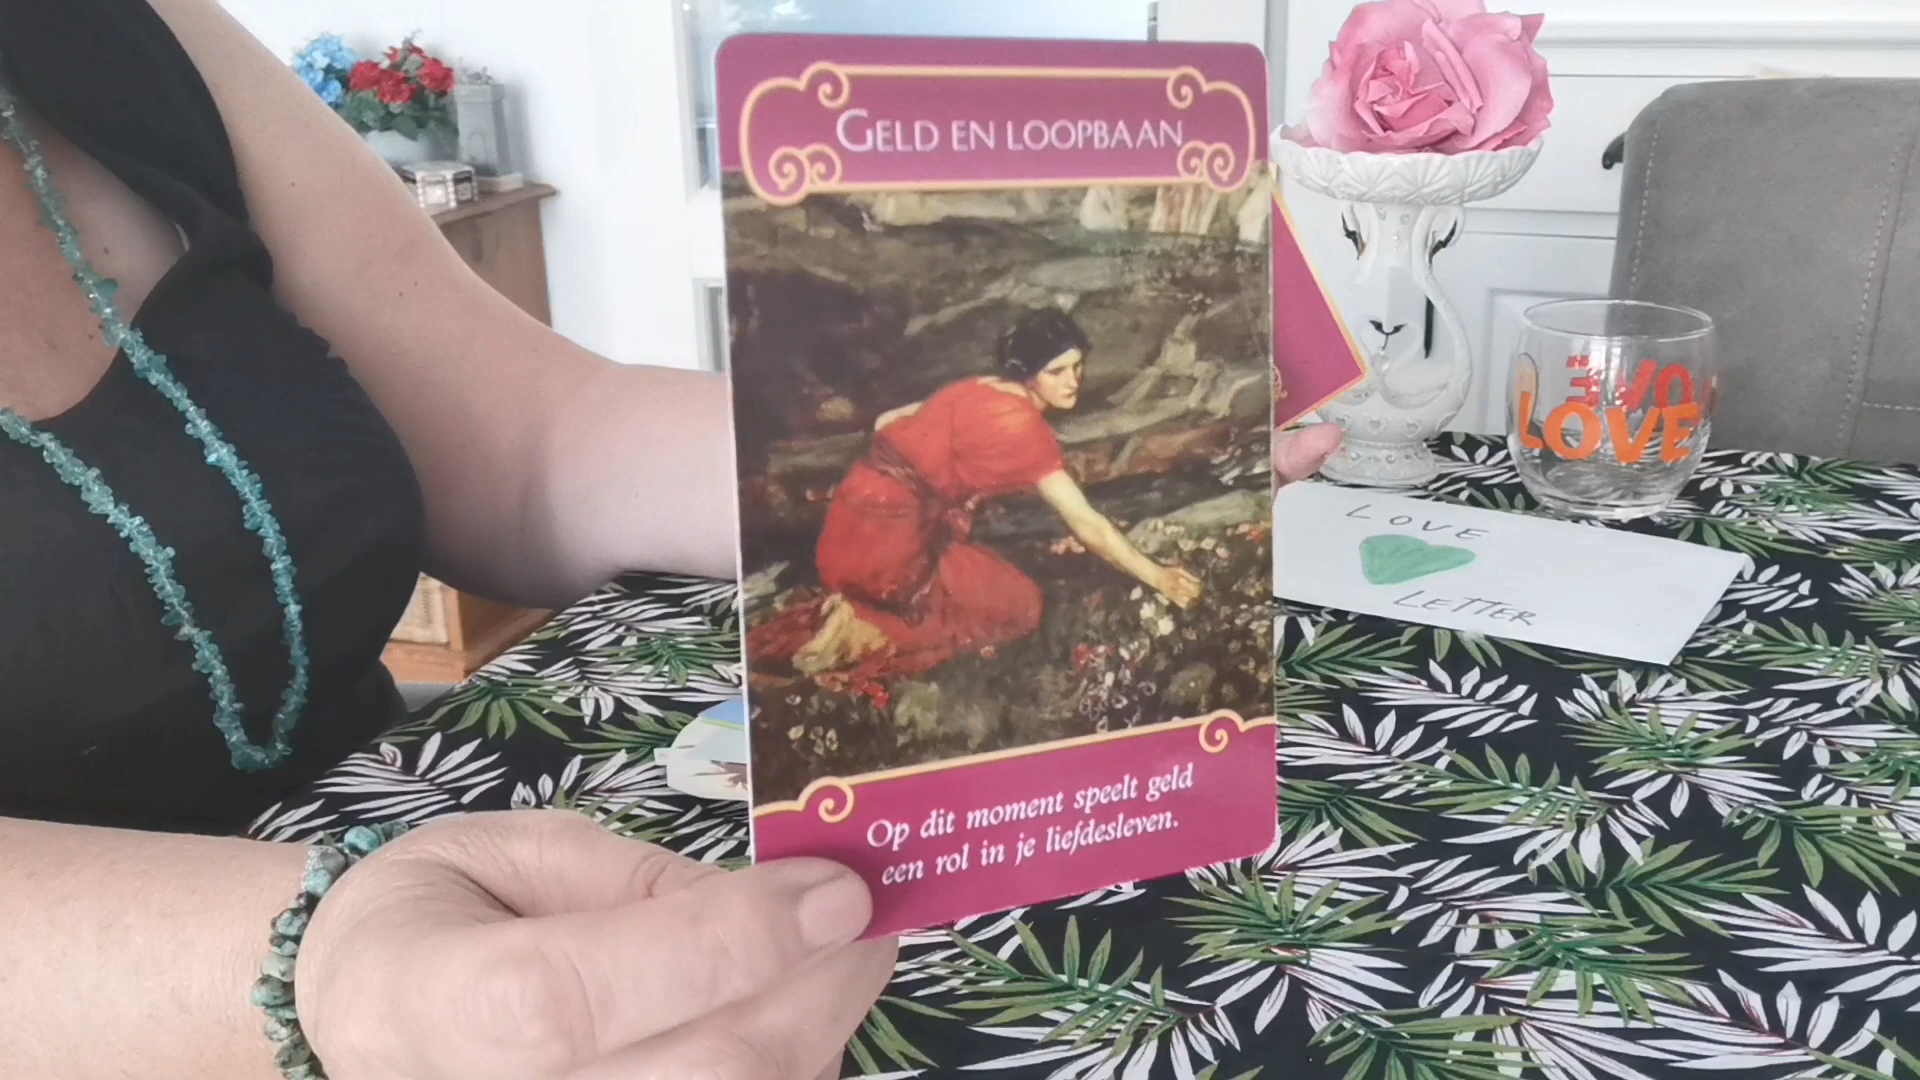 GELD EN LOOPBAAN
Op dit moment speelt geld
een rol in je liefdesleven.
LOVE
LOVE
LETTER